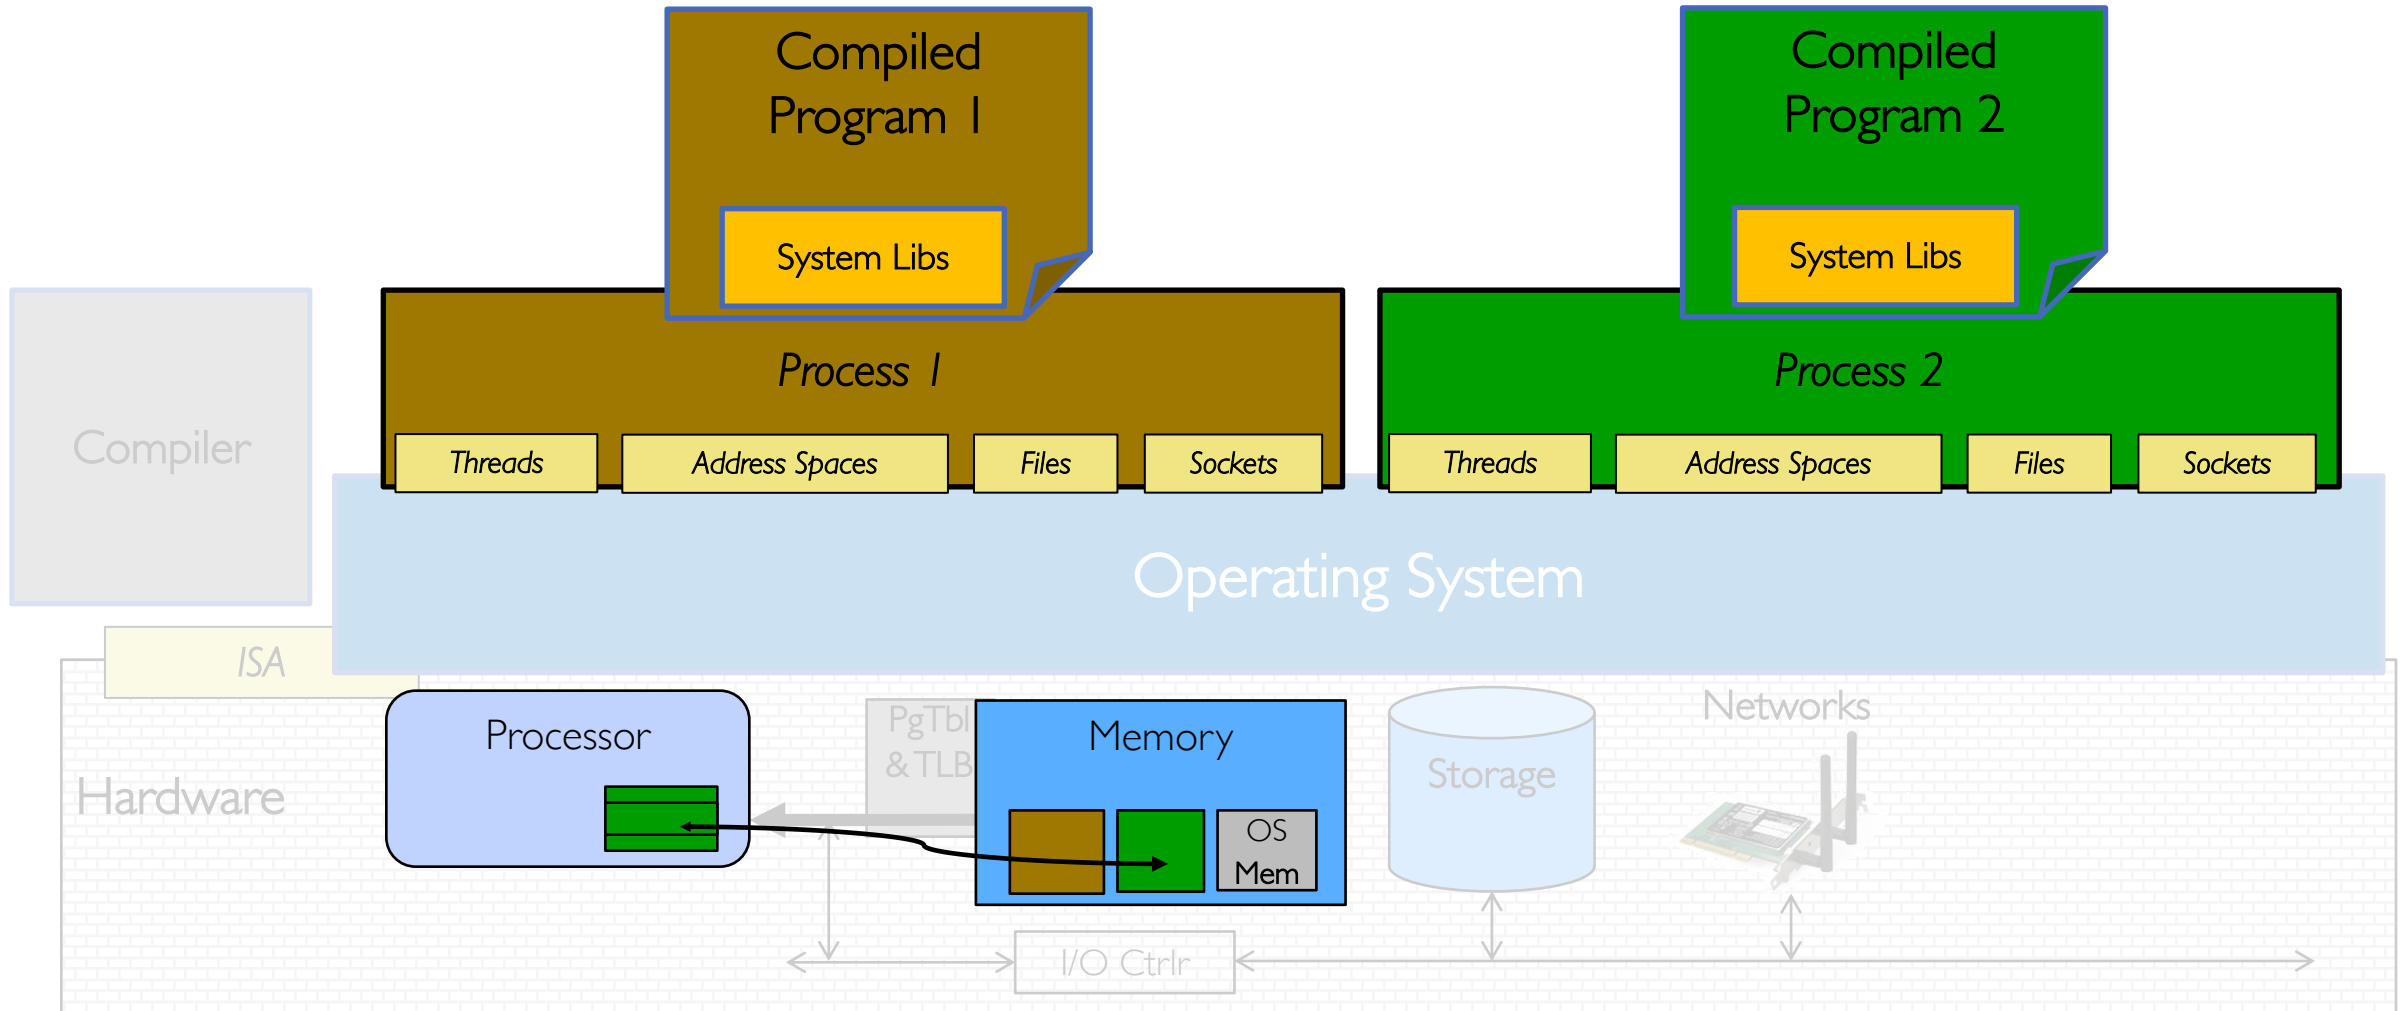 Compiled
Program 1
System Libs
Compiled
Program 2
System Libs
Compiler
Process 1
Threads
Address Spaces
Files
Sockets
Process 2
Threads
Address Spaces
Files
Sockets
Operating System
ISA
Hardware
Processor
PgTbl
& TLB
Memory
OS
Mem
Storage
Networks
I/O Ctrlr